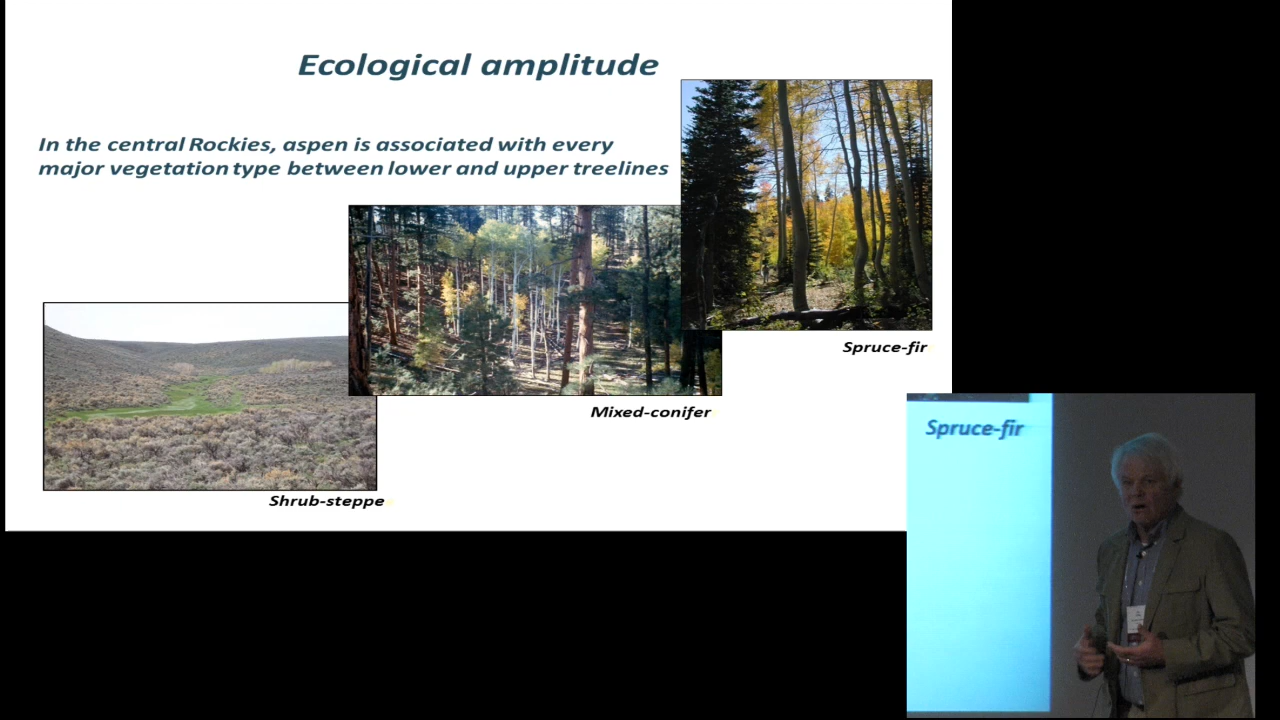 Ecological amplitude
In the central Rockies, aspen is associated with every
major vegetation type between lower and upper treelines
Spruce-fir
Mixed-conifer
Shrub-steppe
Spruce-fir